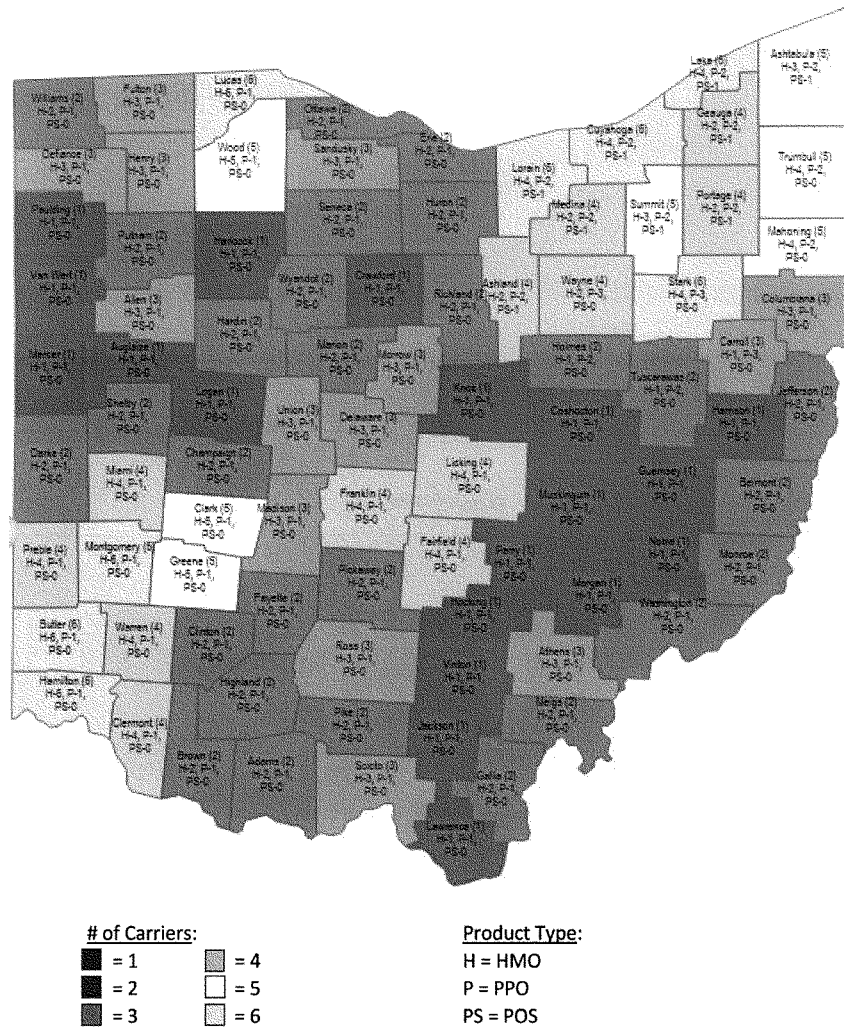 Ashtabula (5)
H-3, P-2,
PS-1
Lake (6)
H-4, P-2,
PS-1
Lucas (6)
H-6, P-1,
PS-0
Fulton (3)
H-3, P-1,
PS-0
Williams (2)
H-2, P-1,
PS-0
Ottawa (2)
H-2, P-1,
PS-0
Geauga (4)
H-2, P-2,
PS-1
Cuyahoga (6)
H-4, P-2,
PS-1
Wood (5)
H-5, P-1,
PS-0
Erie (2)
H-2, P-1,
PS-0
Sandusky (3)
H-3, P-1,
PS-0
Lorain (6)
H-4, P-2,
PS-1
Trumbull (5)
H-4, P-2,
PS-0
Defiance (3)
H-3, P-1,
PS-0
Henry (3)
H-3, P-1,
PS-0
Seneca (2)
H-2, P-1,
PS-0
Huron (2)
H-2, P-1,
PS-0
Medina (4)
H-2, P-2,
PS-1
Summit (5)
H-3, P-2,
PS-1
Portage (4)
H-2, P-2,
PS-1
Paulding (1)
H-1, P-1,
PS-0
Putnam (2)
H-2, P-1,
PS-0
Hancock (1)
H-1, P-1,
PS-0
Mahoning (5)
H-4, P-2,
PS-0
Van Wert (1)
H-1, P-1,
PS-0
Wyandot (2)
H-2, P-1,
PS-0
Crawford (1)
H-1, P-1,
PS-0
Richland (2)
H-2, P-1,
PS-0
Ashland (4)
H-2, P-2,
PS-1
Wayne (4)
H-2, P-3,
PS-0
Stark (6)
H-4, P-3,
PS-0
Columbiana (3)
H-3, P-1,
PS-0
Allen (3)
H-3, P-1,
PS-0
Hardin (2)
H-2, P-1,
PS-0
Marion (2)
H-2, P-1,
PS-0
Morrow (3)
H-3, P-1,
PS-0
Holmes (2)
H-1, P-2,
PS-0
Carroll (3)
H-1, P-3,
PS-0
Mercer (1)
H-1, P-1,
PS-0
Auglaize (1)
H-1, P-1,
PS-0
Tuscarawas (2)
H-1, P-2,
PS-0
Jefferson (2)
H-2, P-1,
PS-0
Shelby (2)
H-2, P-1,
PS-0
Logan (1)
H-1, P-1,
PS-0
Union (3)
H-3, P-1,
PS-0
Delaware (3)
H-3, P-1,
PS-0
Knox (1)
H-1, P-1,
PS-0
Coshocton (1)
H-1, P-1,
PS-0
Harrison (1)
H-1, P-1,
PS-0
Darke (2)
H-2, P-1,
PS-0
Miami (4)
H-4, P-1,
PS-0
Champaign (2)
H-2, P-1,
PS-0
Licking (4)
H-4, P-1,
PS-0
Guernsey (1)
H-1, P-1,
PS-0
Belmont (2)
H-2, P-1,
PS-0
Clark (5)
H-5, P-1,
PS-0
Madison (3)
H-3, P-1,
PS-0
Franklin (4)
H-4, P-1,
PS-0
Muskingum (1)
H-1, P-1,
PS-0
Preble (4)
H-4, P-1,
PS-0
Montgomery (5)
H-5, P-1,
PS-0
Greene (5)
H-5, P-1,
PS-0
Fairfield (4)
H-4, P-1,
PS-0
Perry (1)
H-1, P-1,
PS-0
Noble (1)
H-1, P-1,
PS-0
Monroe (2)
H-2, P-1,
PS-0
Pickaway (2)
H-2, P-1,
PS-0
Morgan (1)
H-1, P-1,
PS-0
Fayette (2)
H-2, P-1,
PS-0
Hocking (1)
H-1, P-1,
PS-0
Washington (2)
H-2, P-1,
PS-0
Butler (6)
H-6, P-1,
PS-0
Warren (4)
H-4, P-1,
PS-0
Clinton (2)
H-2, P-1,
PS-0
Ross (3)
H-3, P-1,
PS-0
Athens (3)
H-3, P-1,
PS-0
Vinton (1)
H-1, P-1,
PS-0
Hamilton (6)
H-6, P-1,
PS-0
Highland (2)
H-2, P-1,
PS-0
Meigs (2)
H-2, P-1,
PS-0
Clermont (4)
H-4, P-1,
PS-0
Pike (2)
H-2, P-1,
PS-0
Jackson (1)
H-1, P-1,
PS-0
Brown (2)
H-2, P-1,
PS-0
Adams (2)
H-2, P-1,
PS-0
Scioto (3)
H-3, P-1,
PS-0
Gallia (2)
H-2, P-1,
PS-0
Lawrence (1)
H-1, P-1,
PS-0
# of Carriers:
= 1
= 4
= 2
= 5
= 3
= 6
Product Type:
H = HMO
P = PPO
PS = POS